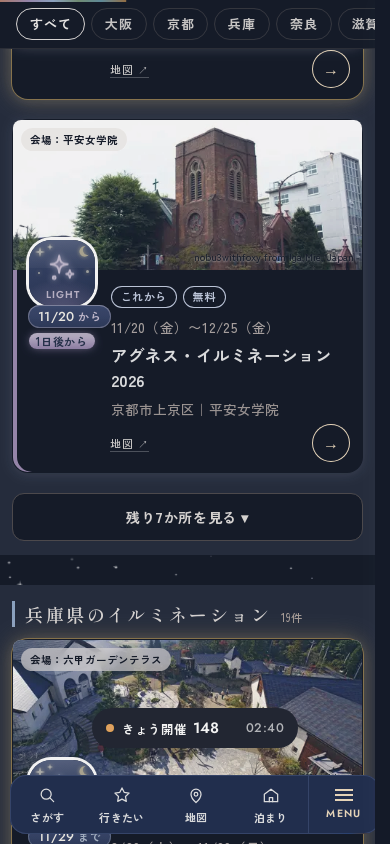 すべて
大阪
京都
兵庫
奈良
滋賀
地図 ↗
→
会場：平安女学院
LIGHT
11/20 から
1日後から
これから
無料
11/20（金）〜12/25（金）
アグネス・イルミネーション
2026
京都市上京区｜平安女学院
地図 ↗
→
残り7か所を見る ▾
兵庫県のイルミネーション 19件
会場：六甲ガーデンテラス
きょう開催 148 02:40
11/29 まで
さがす
行きたい
地図
泊まり
MENU